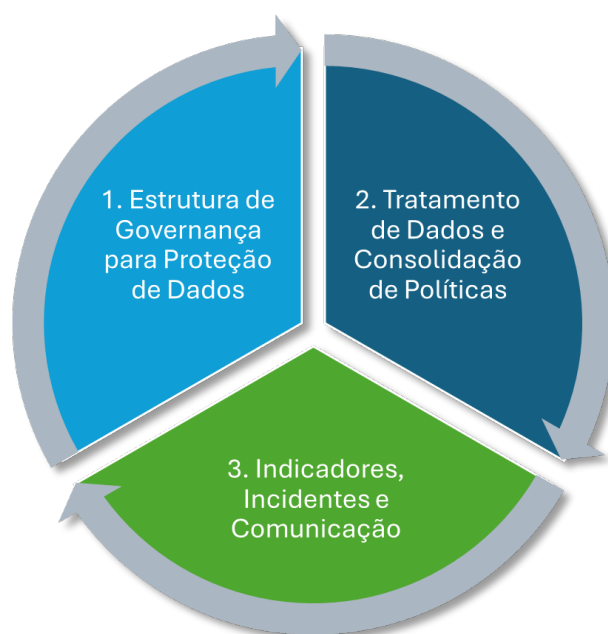 1. Estrutura de
Governança
para Proteção
de Dados
2. Tratamento
de Dados e
Consolidação
de Políticas
3. Indicadores,
Incidentes e
Comunicação